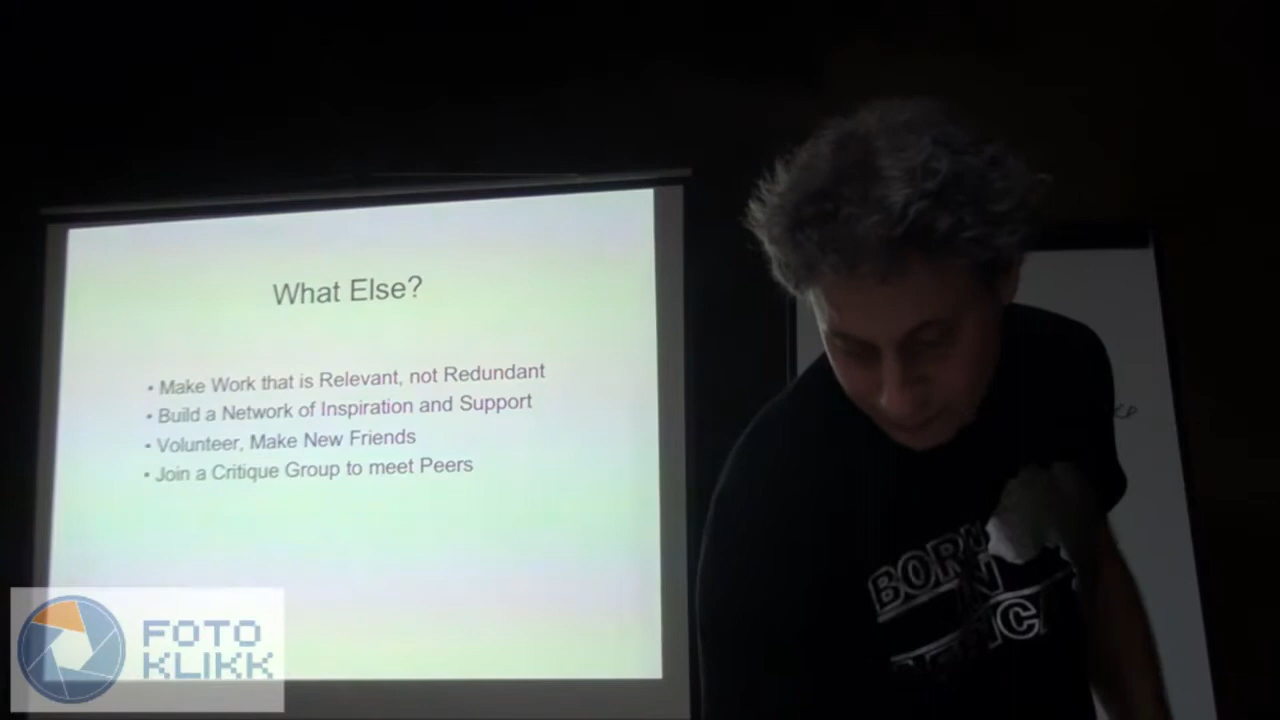 What Else?
• Make Work that is Relevant, not Redundant
• Build a Network of Inspiration and Support
• Volunteer, Make New Friends
• Join a Critique Group to meet Peers
BORN
IN
FOTO
KLIKK